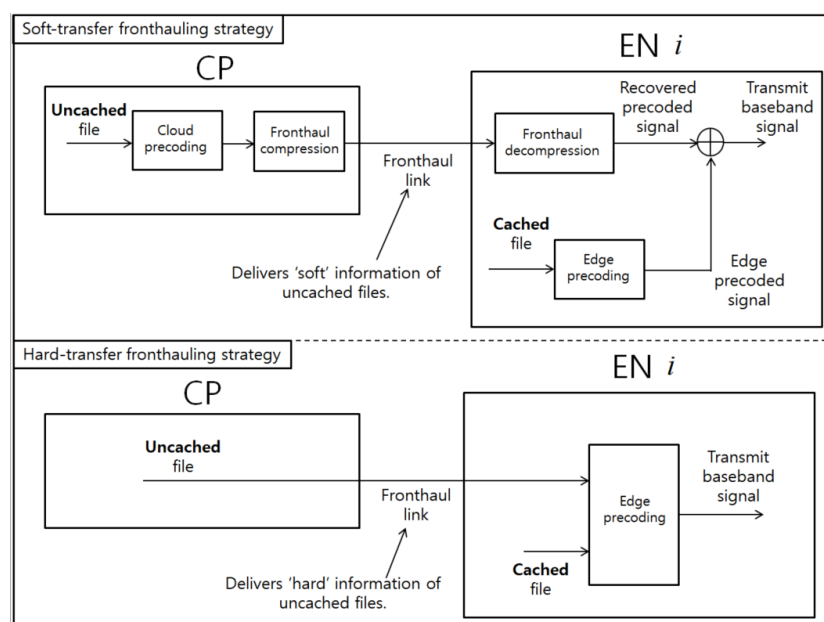 Soft-transfer fronthauling strategy
CP
EN i
Uncached
file
Cloud
precoding
Fronthaul
compression
Fronthaul
link
Fronthaul
decompression
Recovered
precoded
signal
Transmit
baseband
signal
Delivers ‘soft’ information of
uncached files.
Cached
file
Edge
precoding
Edge
precoded
signal
Hard-transfer fronthauling strategy
CP
EN i
Uncached
file
Fronthaul
link
Edge
precoding
Transmit
baseband
signal
Delivers ‘hard’ information of
uncached files.
Cached
file